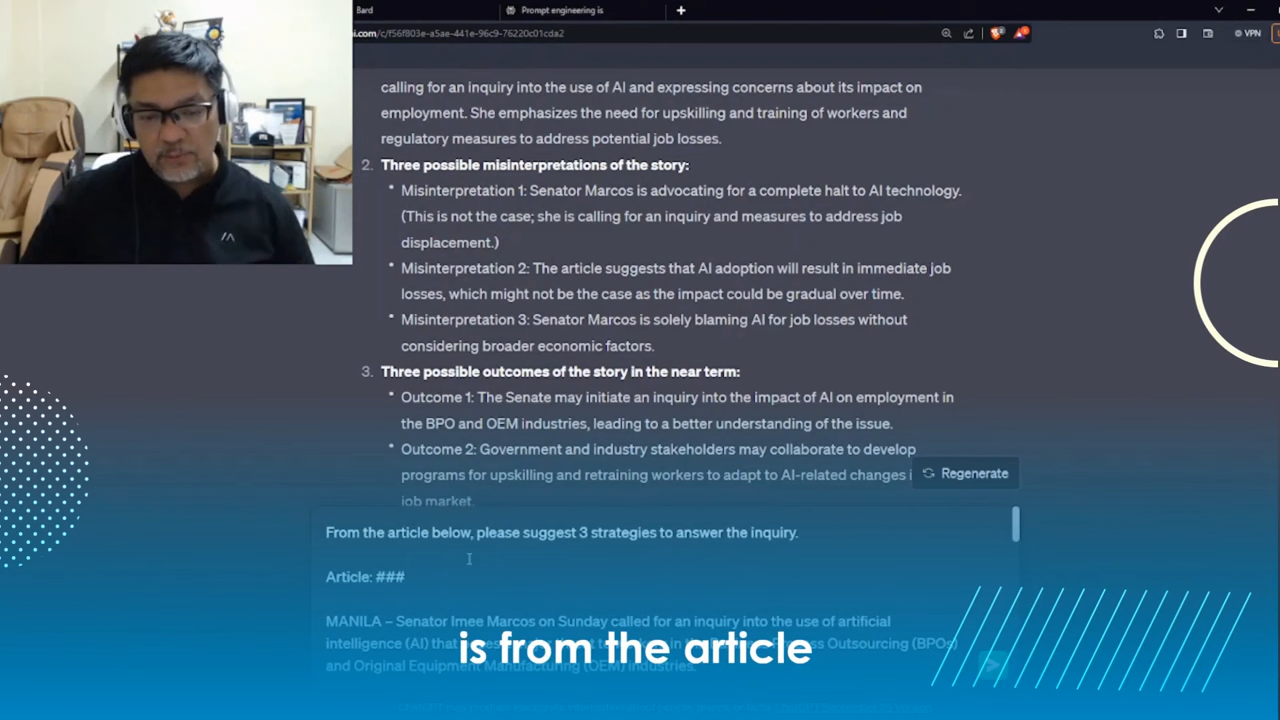 Bard
Prompt engineering is
VPN
calling for an inquiry into the use of AI and expressing concerns about its impact on
employment. She emphasizes the need for upskilling and training of workers and
regulatory measures to address potential job losses.
2. Three possible misinterpretations of the story:
• Misinterpretation 1: Senator Marcos is advocating for a complete halt to AI technology.
(This is not the case; she is calling for an inquiry and measures to address job
displacement.)
• Misinterpretation 2: The article suggests that AI adoption will result in immediate job
losses, which might not be the case as the impact could be gradual over time.
• Misinterpretation 3: Senator Marcos is solely blaming AI for job losses without
considering broader economic factors.
3. Three possible outcomes of the story in the near term:
• Outcome 1: The Senate may initiate an inquiry into the impact of AI on employment in
the BPO and OEM industries, leading to a better understanding of the issue.
• Outcome 2: Government and industry stakeholders may collaborate to develop
programs for upskilling and retraining workers to adapt to AI-related changes
job market.
Regenerate
From the article below, please suggest 3 strategies to answer the inquiry.
Article: ###
MANILA – Senator Imee Marcos on Sunday called for an inquiry into the use of artificial
intelligence (AI) Outsourcing (BPOs)
and Original Equipment Manufacturing (OEM) industries.
is from the article